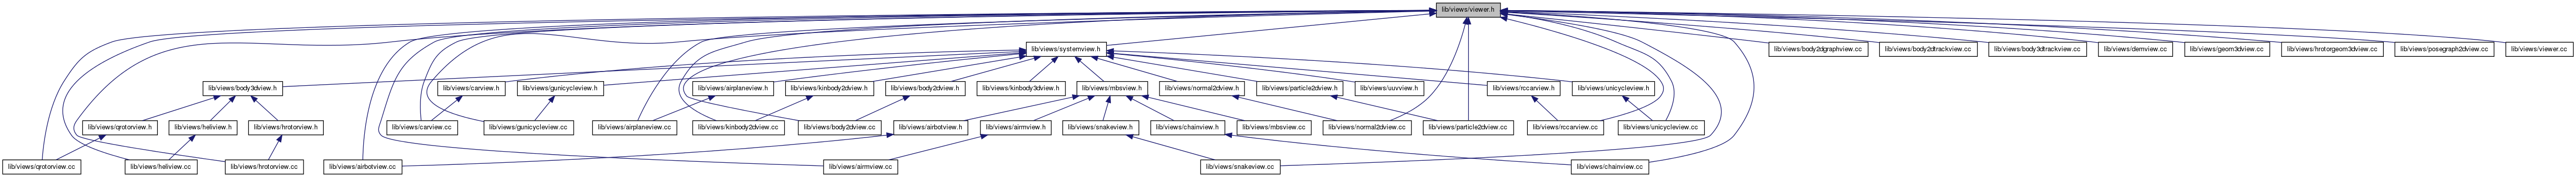 lib/views/viewer.h
lib/views/systemview.h
lib/views/body2dgraphview.cc
lib/views/body2dtrackview.cc
lib/views/body3dtrackview.cc
lib/views/demview.cc
lib/views/geom3dview.cc
lib/views/hrotorgeom3dview.cc
lib/views/posegraph2dview.cc
lib/views/viewer.cc
lib/views/body3dview.h
lib/views/carview.h
lib/views/gunicycleview.h
lib/views/airplaneview.h
lib/views/kinbody2dview.h
lib/views/body2dview.h
lib/views/kinbody3dview.h
lib/views/mbsview.h
lib/views/normal2dview.h
lib/views/particle2dview.h
lib/views/uuvview.h
lib/views/rccarview.h
lib/views/unicycleview.h
lib/views/qrotorview.h
lib/views/heliview.h
lib/views/hrotorview.h
lib/views/carview.cc
lib/views/gunicycleview.cc
lib/views/airplaneview.cc
lib/views/kinbody2dview.cc
lib/views/body2dview.cc
lib/views/airbotview.h
lib/views/airmview.h
lib/views/snakeview.h
lib/views/chainview.h
lib/views/mbsview.cc
lib/views/normal2dview.cc
lib/views/particle2dview.cc
lib/views/rccarview.cc
lib/views/unicycleview.cc
lib/views/qrotorview.cc
lib/views/heliview.cc
lib/views/hrotorview.cc
lib/views/airbotview.cc
lib/views/airmview.cc
lib/views/snakeview.cc
lib/views/chainview.cc